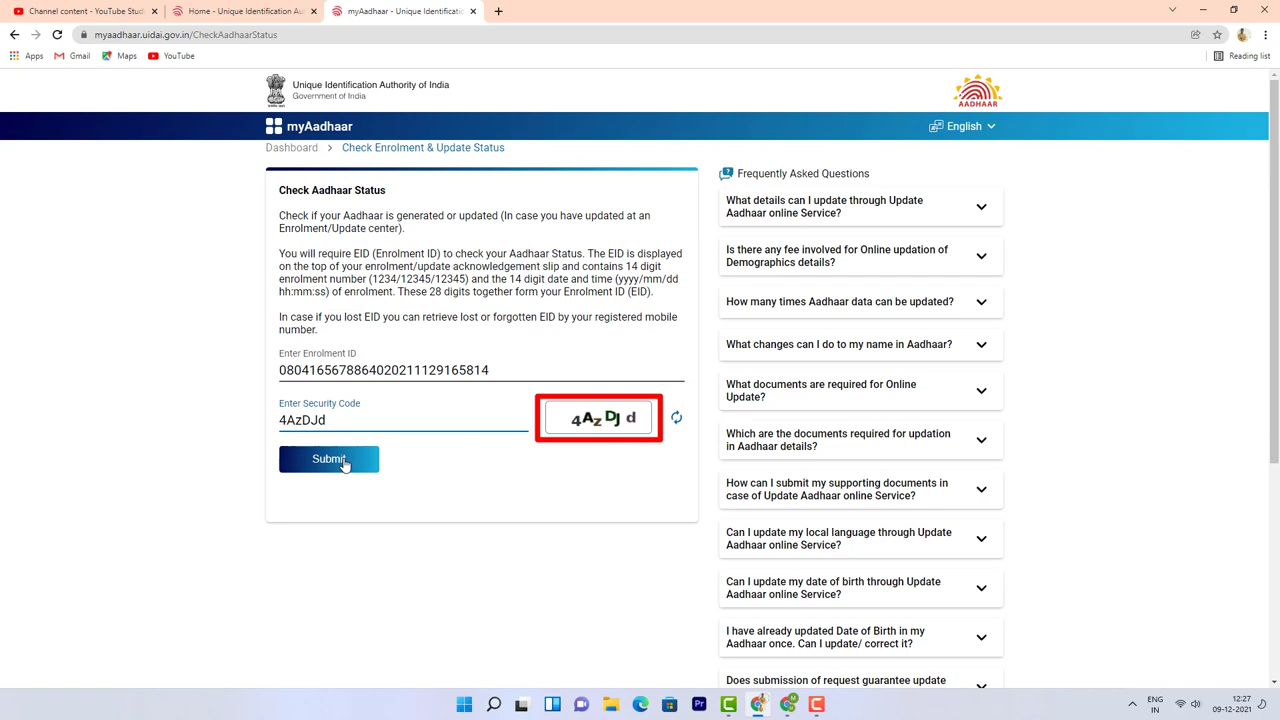 Channel content - YouTube Studio
Home - Unique Identification Au
myAadhaar - Unique Identificatio
myaadhaar.uidai.gov.in/CheckAadhaarStatus
Apps
Gmail
Maps
YouTube
Reading list
Unique Identification Authority of India
Government of India
AADHAAR
myAadhaar
English
Dashboard > Check Enrolment & Update Status
Check Aadhaar Status
Check if your Aadhaar is generated or updated (In case you have updated at an
Enrolment/Update center).
You will require EID (Enrolment ID) to check your Aadhaar Status. The EID is displayed
on the top of your enrolment/update acknowledgement slip and contains 14 digit
enrolment number (1234/12345/12345) and the 14 digit date and time (yyyy/mm/dd
hh:mm:ss) of enrolment. These 28 digits together form your Enrolment ID (EID).
In case if you lost EID you can retrieve lost or forgotten EID by your registered mobile
number.
Enter Enrolment ID
0804165678864020211129165814
Enter Security Code
4AzDJd
4AzDJ d
Submit
Frequently Asked Questions
What details can I update through Update
Aadhaar online Service?
Is there any fee involved for Online updation of
Demographics details?
How many times Aadhaar data can be updated?
What changes can I do to my name in Aadhaar?
What documents are required for Online
Update?
Which are the documents required for updation
in Aadhaar details?
How can I submit my supporting documents in
case of Update Aadhaar online Service?
Can I update my local language through Update
Aadhaar online Service?
Can I update my date of birth through Update
Aadhaar online Service?
I have already updated Date of Birth in my
Aadhaar once. Can I update/ correct it?
Does submission of request guarantee update
Pr
ENG
IN
12:27
09-12-2021